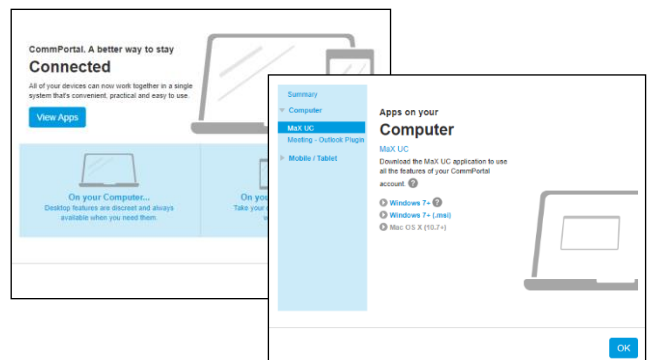 CommPortal. A better way to stay
Connected
All of your devices can now work together in a single
system that's convenient, practical and easy to use.
View Apps
On your Computer...
Desktop features are discreet and always
available when you need them.
On you
Take your
w
Summary
Computer
MaX UC
Meeting - Outlook Plugin
Mobile / Tablet
Apps on your
Computer
MaX UC
Download the MaX UC application to use
all the features of your CommPortal
account. ?
Windows 7+ ?
Windows 7+ (.msi)
Mac OS X (10.7+)
OK